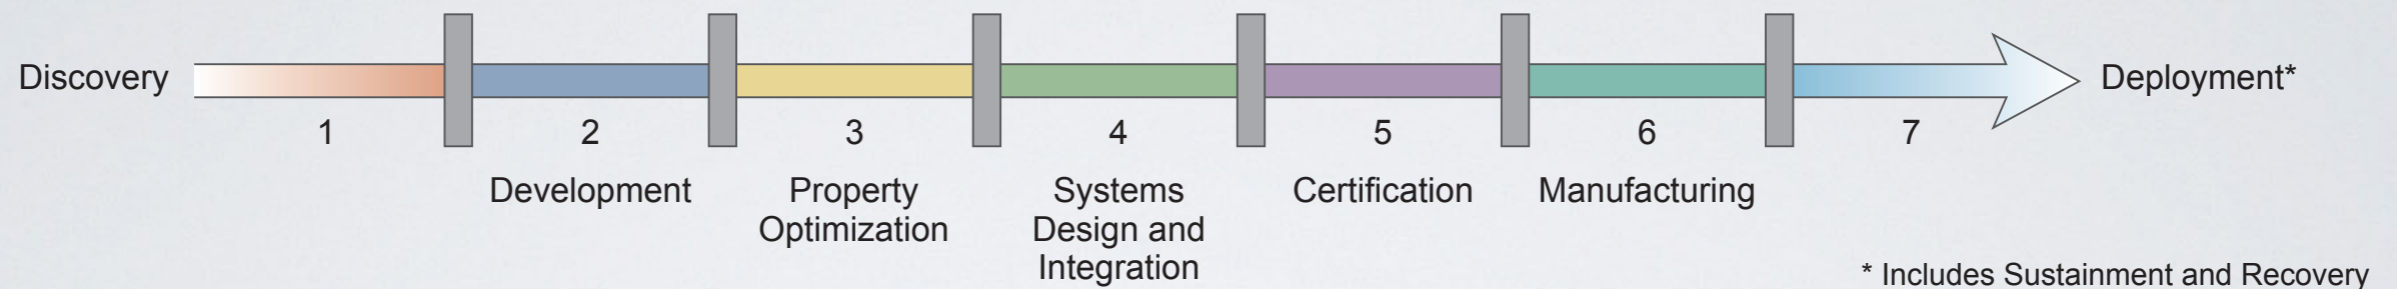 Discovery
Deployment*
1
2
3
4
5
6
7
Development
Property
Optimization
Systems
Design and
Integration
Certification
Manufacturing
* Includes Sustainment and Recovery